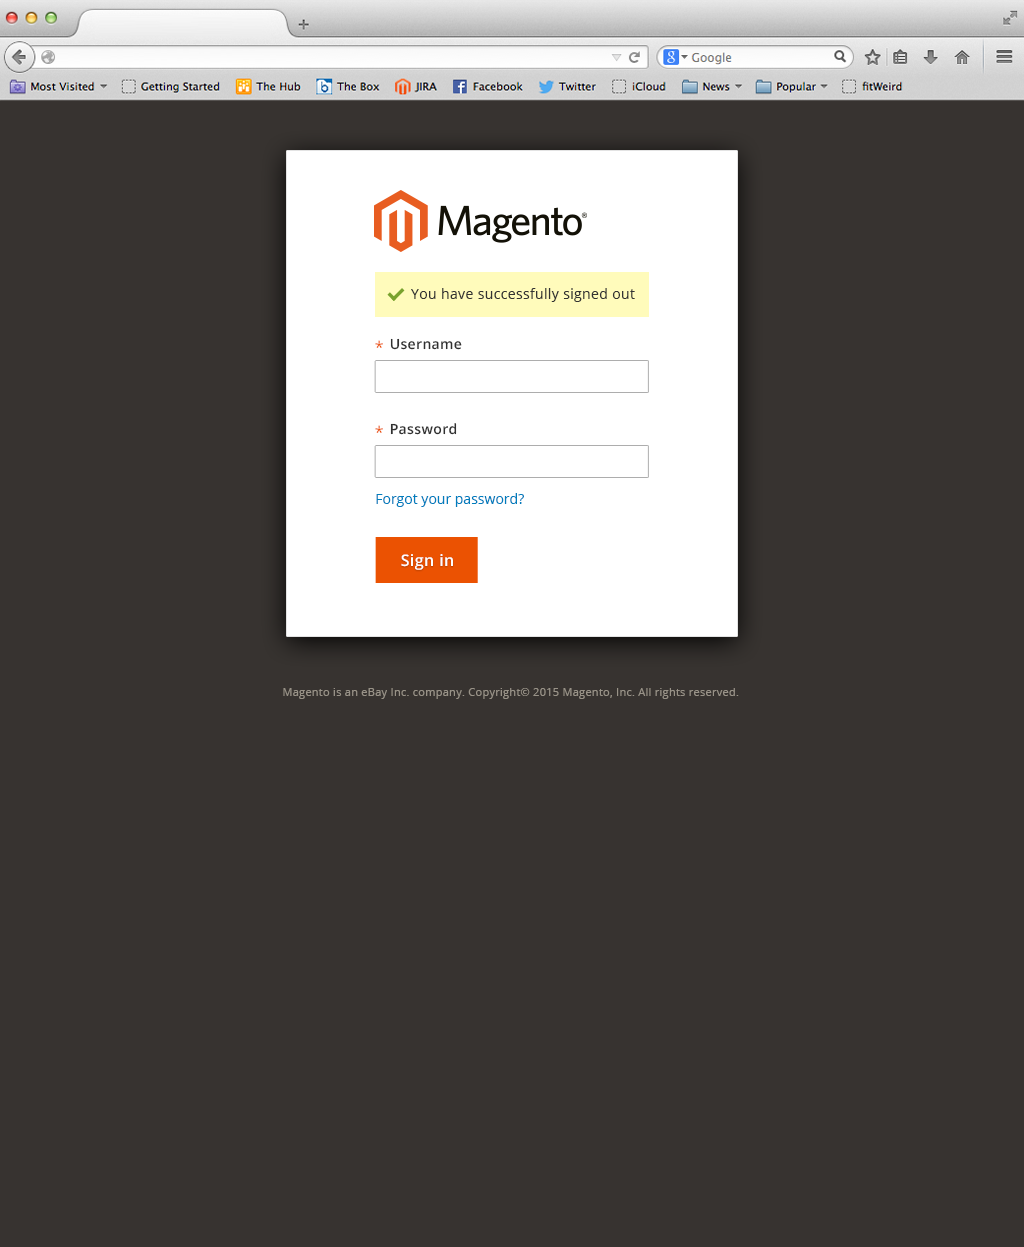 Google
Most Visited Getting Started The Hub The Box JIRA Facebook Twitter iCloud News Popular fitWeird
Magento®
You have successfully signed out
* Username
* Password
Forgot your password?
Sign in
Magento is an eBay Inc. company. Copyright© 2015 Magento, Inc. All rights reserved.